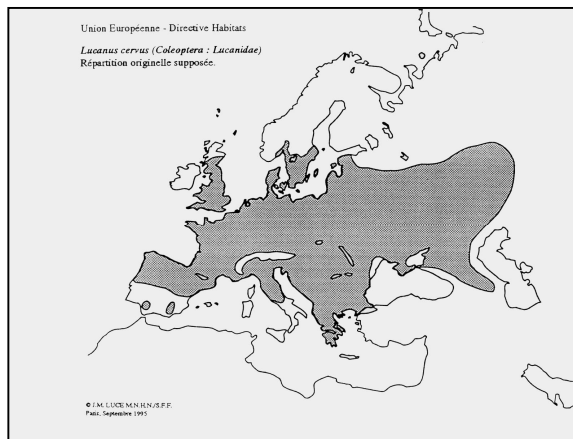 Union Européenne - Directive Habitats
Lucanus cervus (Coleoptera : Lucanidae)
Répartition originelle supposée.
© J.M. LUCE M.N.H.N./S.F.F.
Paris, Septembre 1995